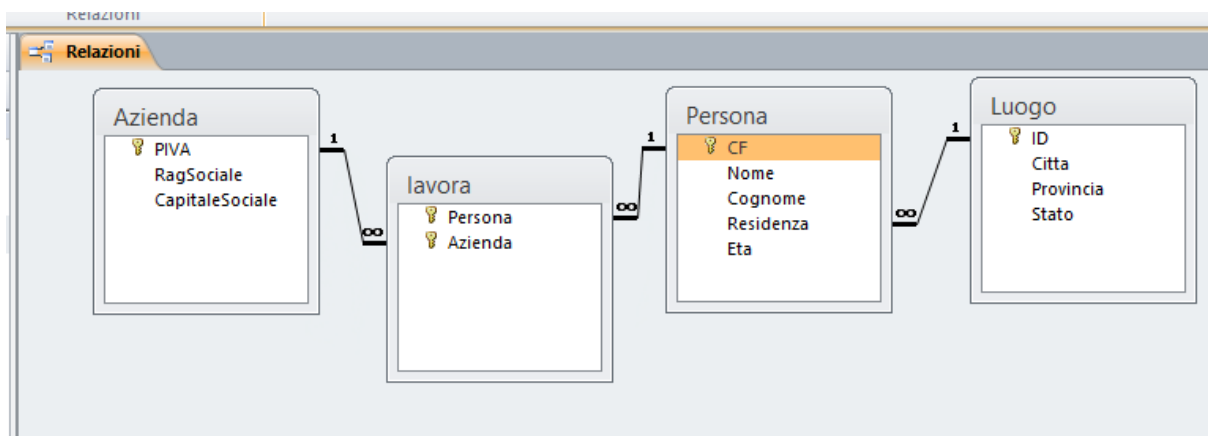 Relazioni
Relazioni
Azienda
PIVA
RagSociale
CapitaleSociale
1
∞
lavora
Persona
Azienda
1
∞
Persona
CF
Nome
Cognome
Residenza
Eta
1
∞
Luogo
ID
Citta
Provincia
Stato